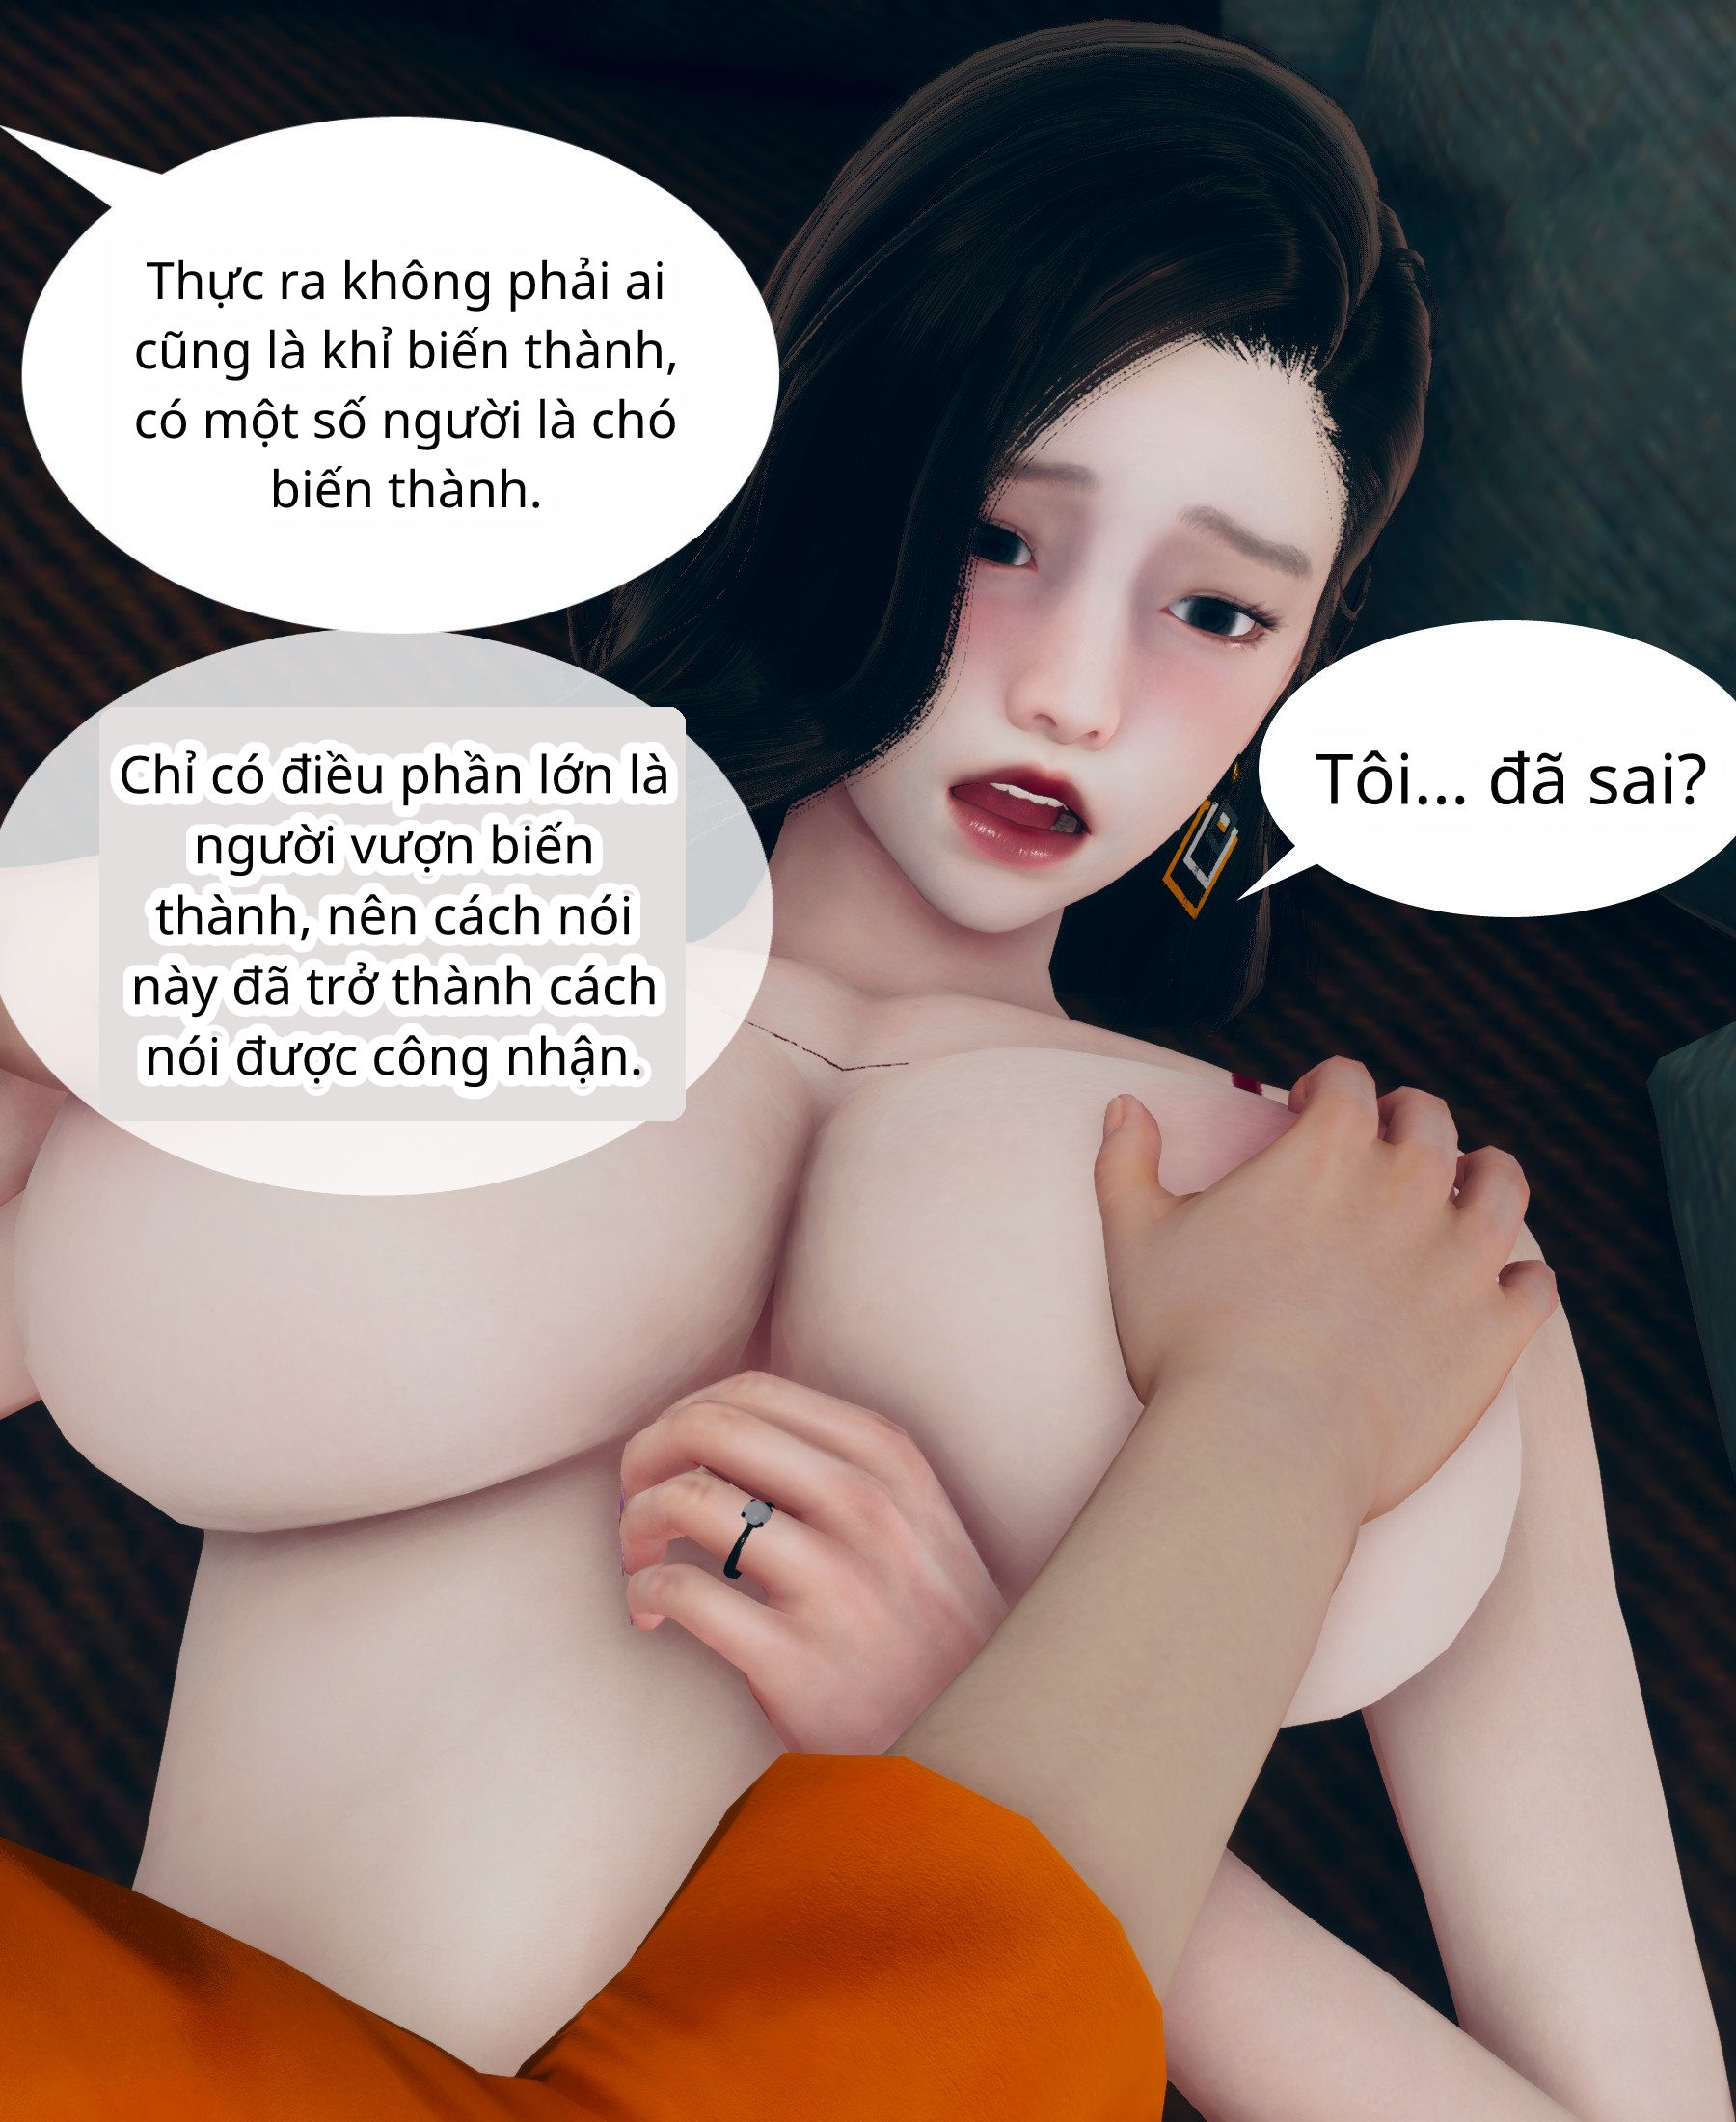 Thực ra không phải ai
cũng là khỉ biến thành,
có một số người là chó
biến thành.
Chỉ có điều phần lớn là
người vượn biến
thành, nên cách nói
này đã trở thành cách
nói được công nhận.
Tôi... đã sai?